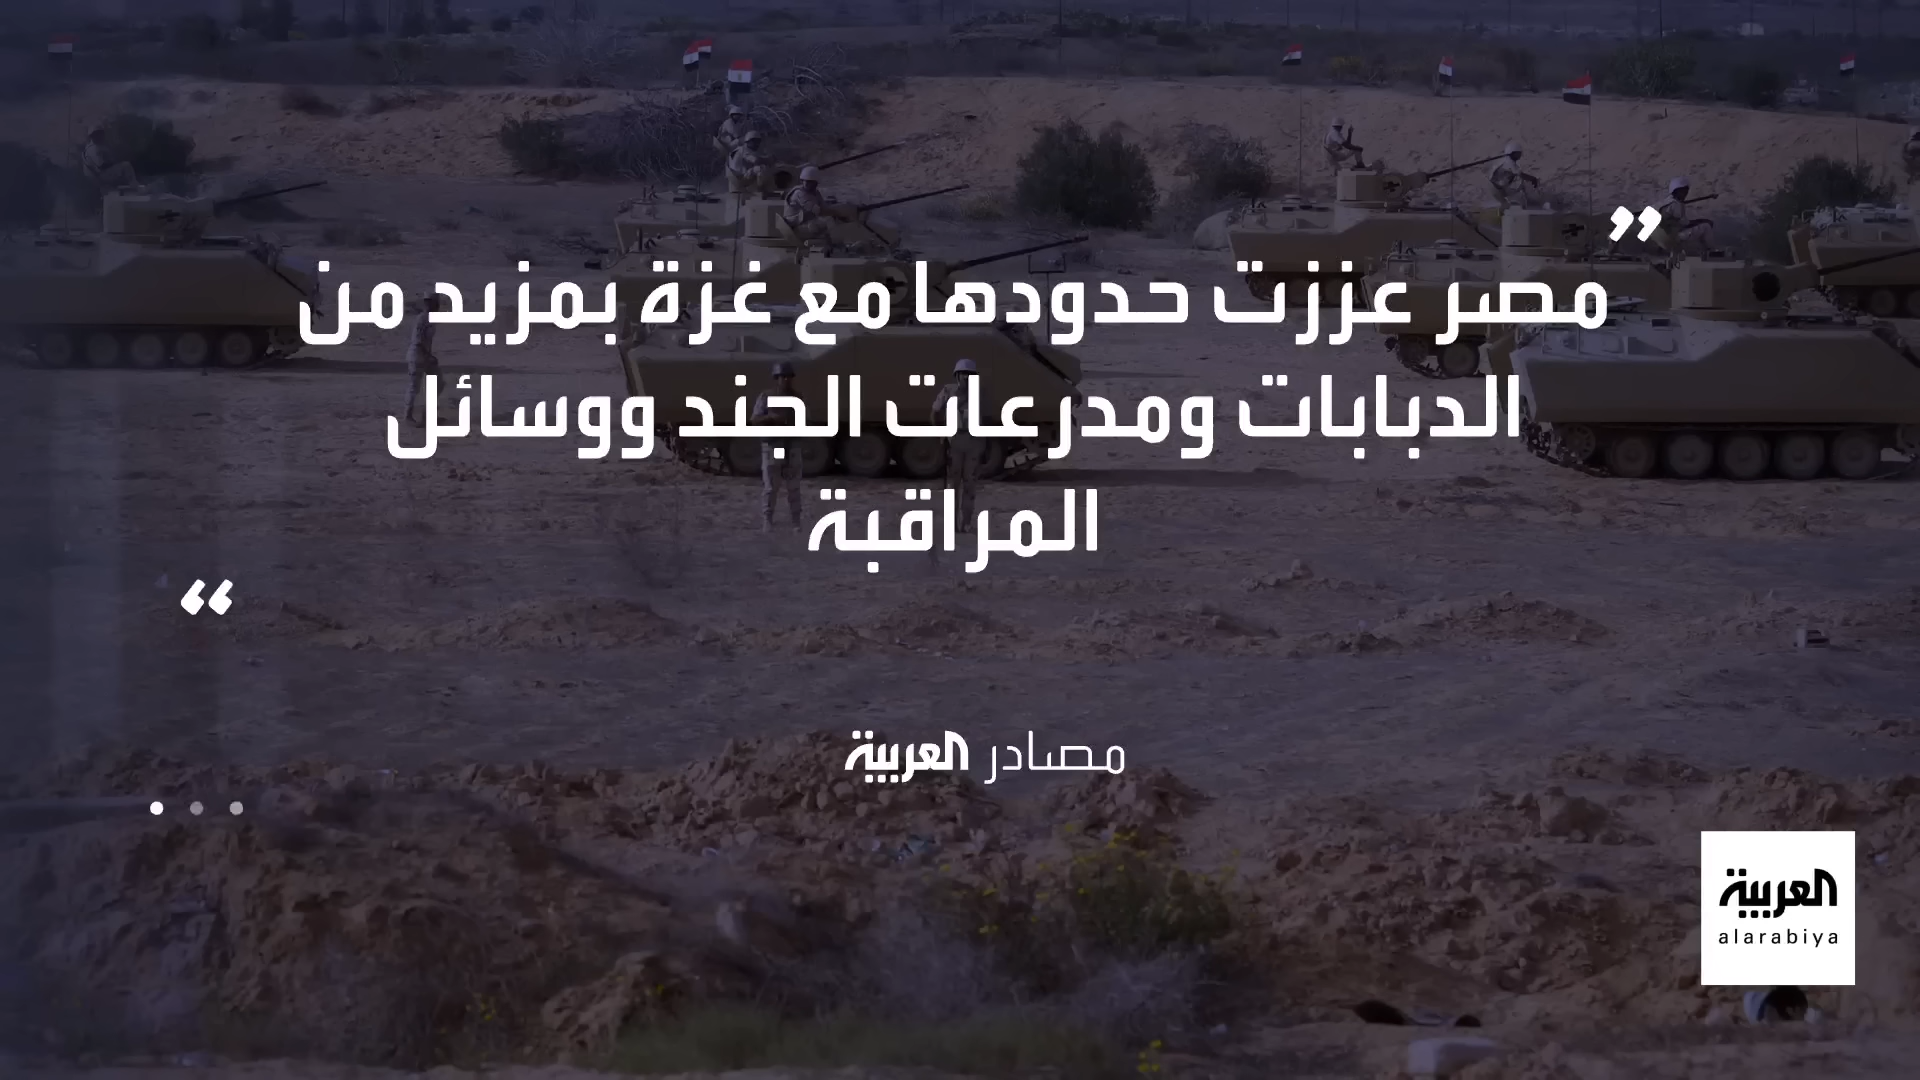 ”مصر عززت حدودها مع غزة بمزيد من
الدبابات ومدرعات الجند ووسائل
المراقبة
“
مصادر العربية
العربية
alarabiya